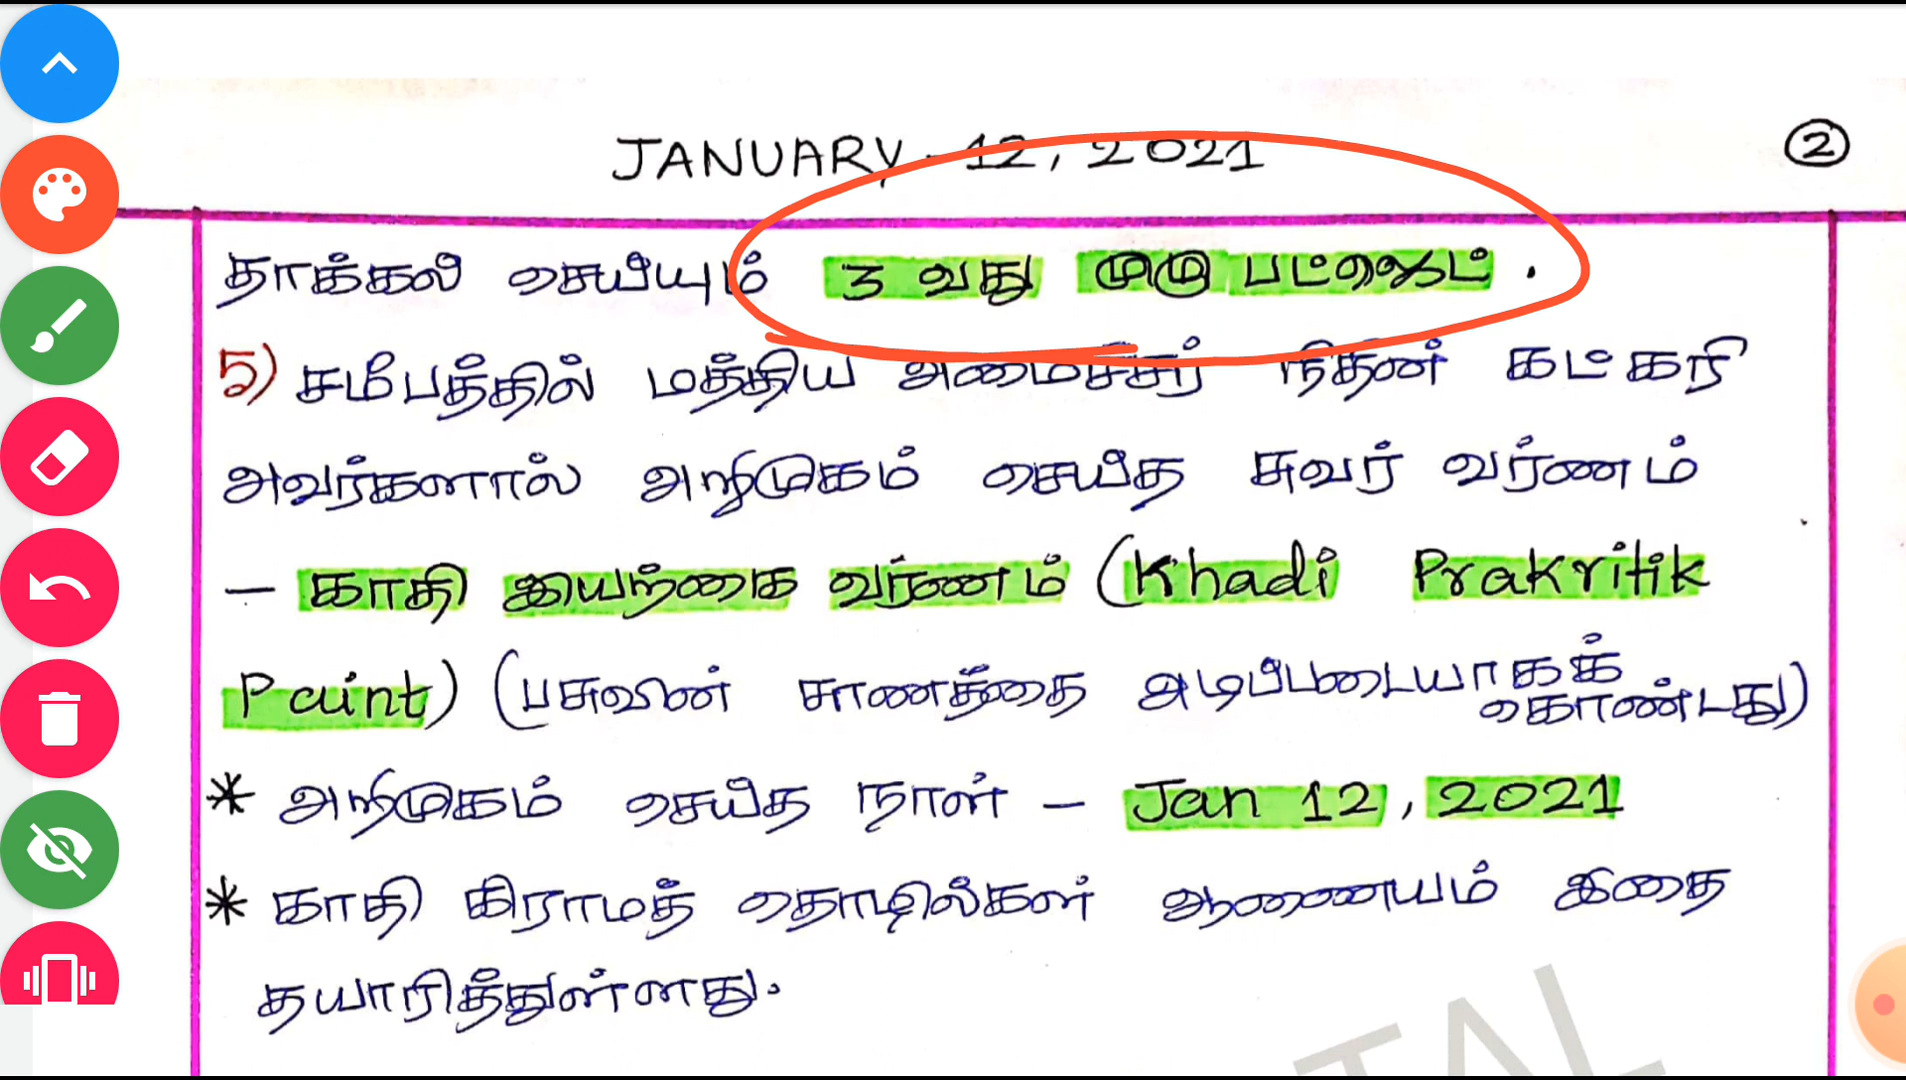 JANUARY - 12, 2021
2
தாக்கல் செய்யும் 3 வது முழு பட்ஜெட்.
5) சமீபத்தில் மத்திய அமைச்சர் நிதின் கட்கரி
அவர்களால் அறிமுகம் செய்த சுவர் வர்ணம்
- காதி இயற்கை வர்ணம் (Khadi Prakritik
Paint) (பசுவின் சாணத்தை அடிப்படையாகக்
கொண்டது)
* அறிமுகம் செய்த நாள் - Jan 12, 2021
* காதி கிராமத் தொழில்கள் ஆணையம் இதை
தயாரித்துள்ளது.